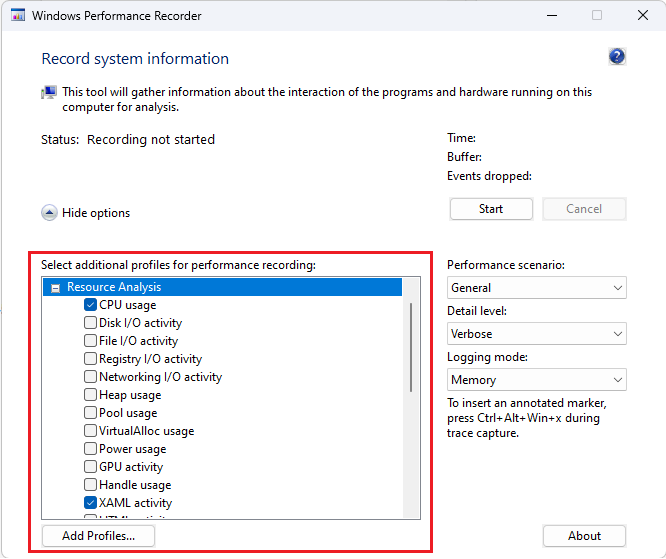 Windows Performance Recorder
Record system information
This tool will gather information about the interaction of the programs and hardware running on this
computer for analysis.
Status: Recording not started
Time:
Buffer:
Events dropped:
Hide options
Start
Cancel
Select additional profiles for performance recording:
Resource Analysis
CPU usage
Disk I/O activity
File I/O activity
Registry I/O activity
Networking I/O activity
Heap usage
Pool usage
VirtualAlloc usage
Power usage
GPU activity
Handle usage
XAML activity
Add Profiles...
Performance scenario:
General
Detail level:
Verbose
Logging mode:
Memory
To insert an annotated marker,
press Ctrl+Alt+Win+x during
trace capture.
About